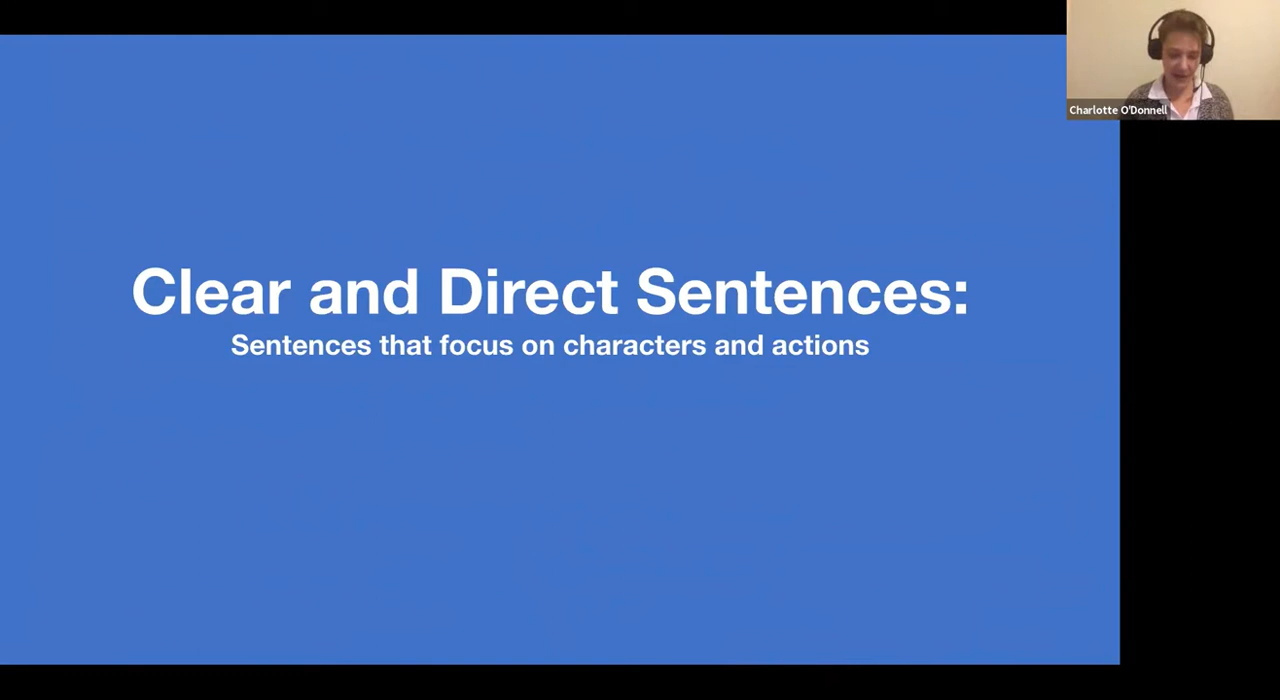 Charlotte O'Donnell
Clear and Direct Sentences:
Sentences that focus on characters and actions